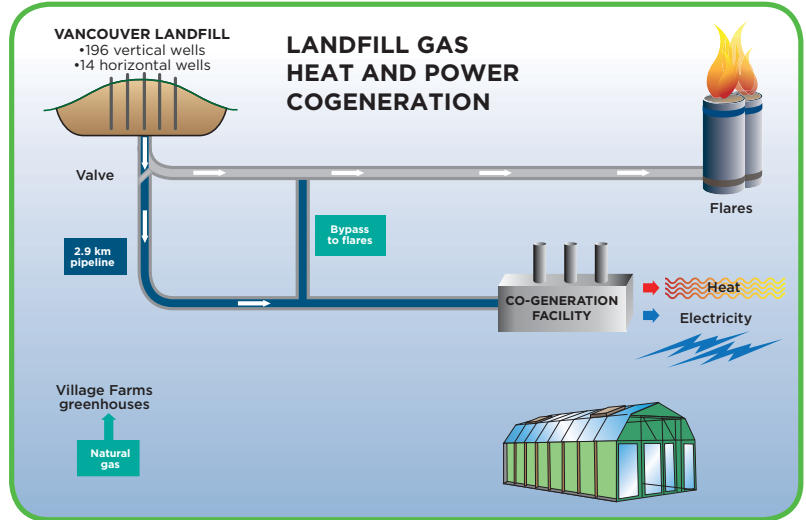 VANCOUVER LANDFILL
•196 vertical wells
•14 horizontal wells
LANDFILL GAS
HEAT AND POWER
COGENERATION
Valve
Flares
Bypass
to flares
2.9 km
pipeline
CO-GENERATION
FACILITY
Heat
Electricity
Village Farms
greenhouses
Natural
gas